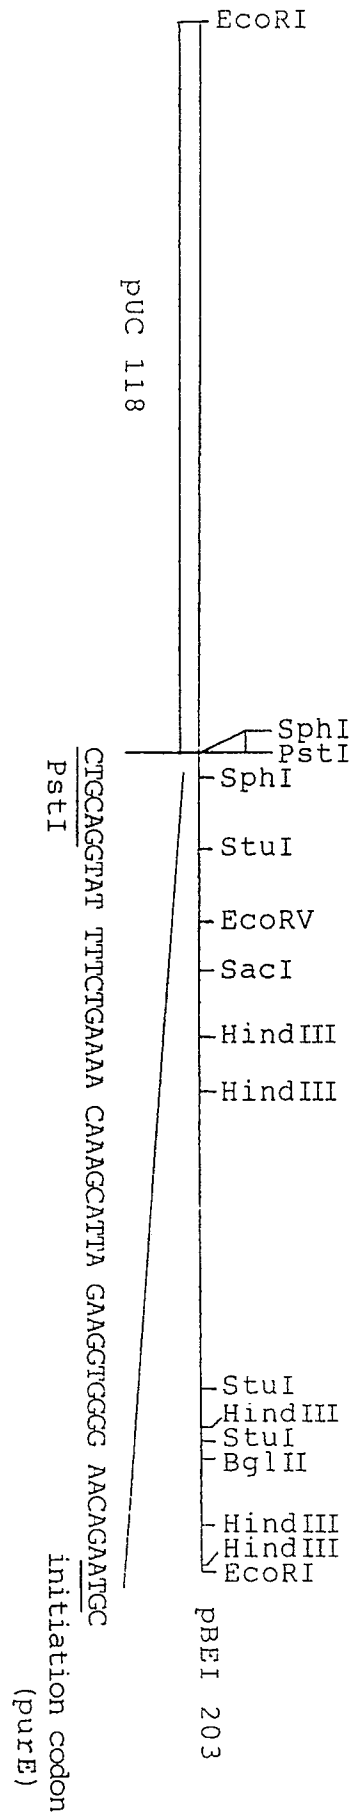 EcoRI
pUC 118
SphI
PstI
SphI
StuI
EcoRV
SacI
HindIII
HindIII
StuI
HindIII
StuI
BglII
HindIII
HindIII
EcoRI
pBEI 203
CTGCAGGTAT TTTCTGAAAA CAAAGCATTA GAAGGTGGGG AACAGAATGC
PstI
initiation codon
(purE)